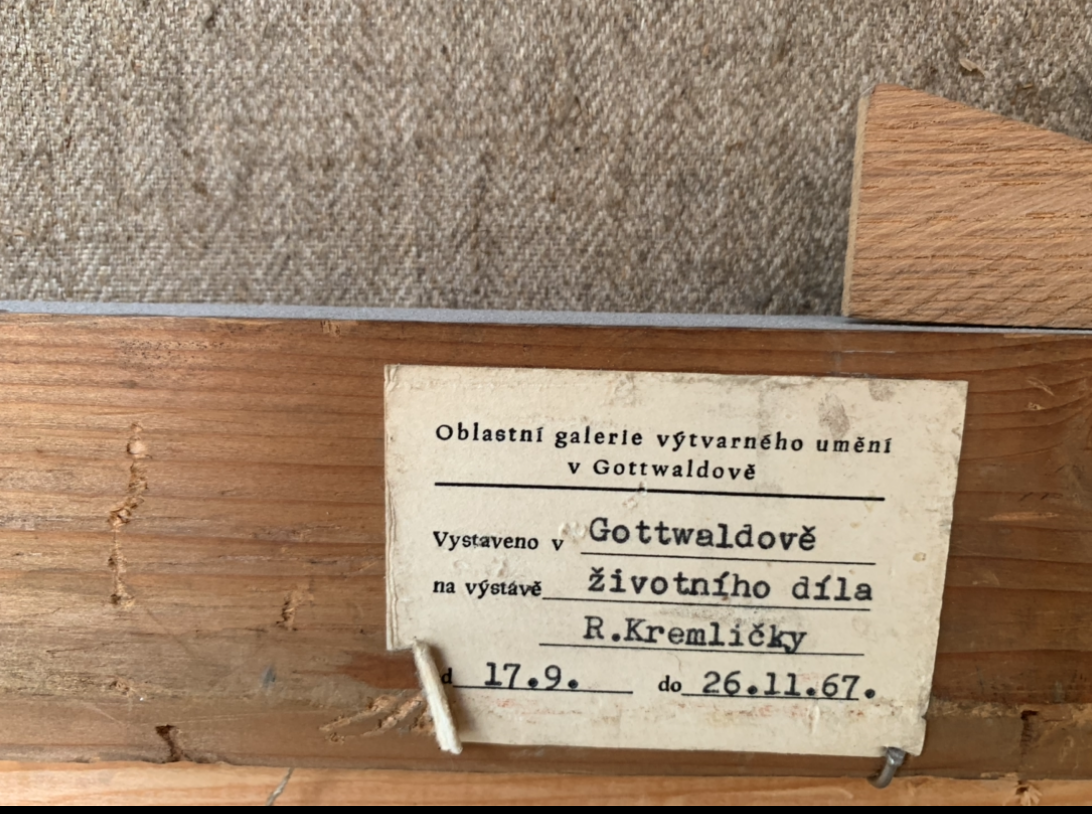 Oblastní galerie výtvarného umění
v Gottwaldově
Vystaveno v Gottwaldově
na výstavě životního díla
R.Kremličky
d 17.9. do 26.11.67.